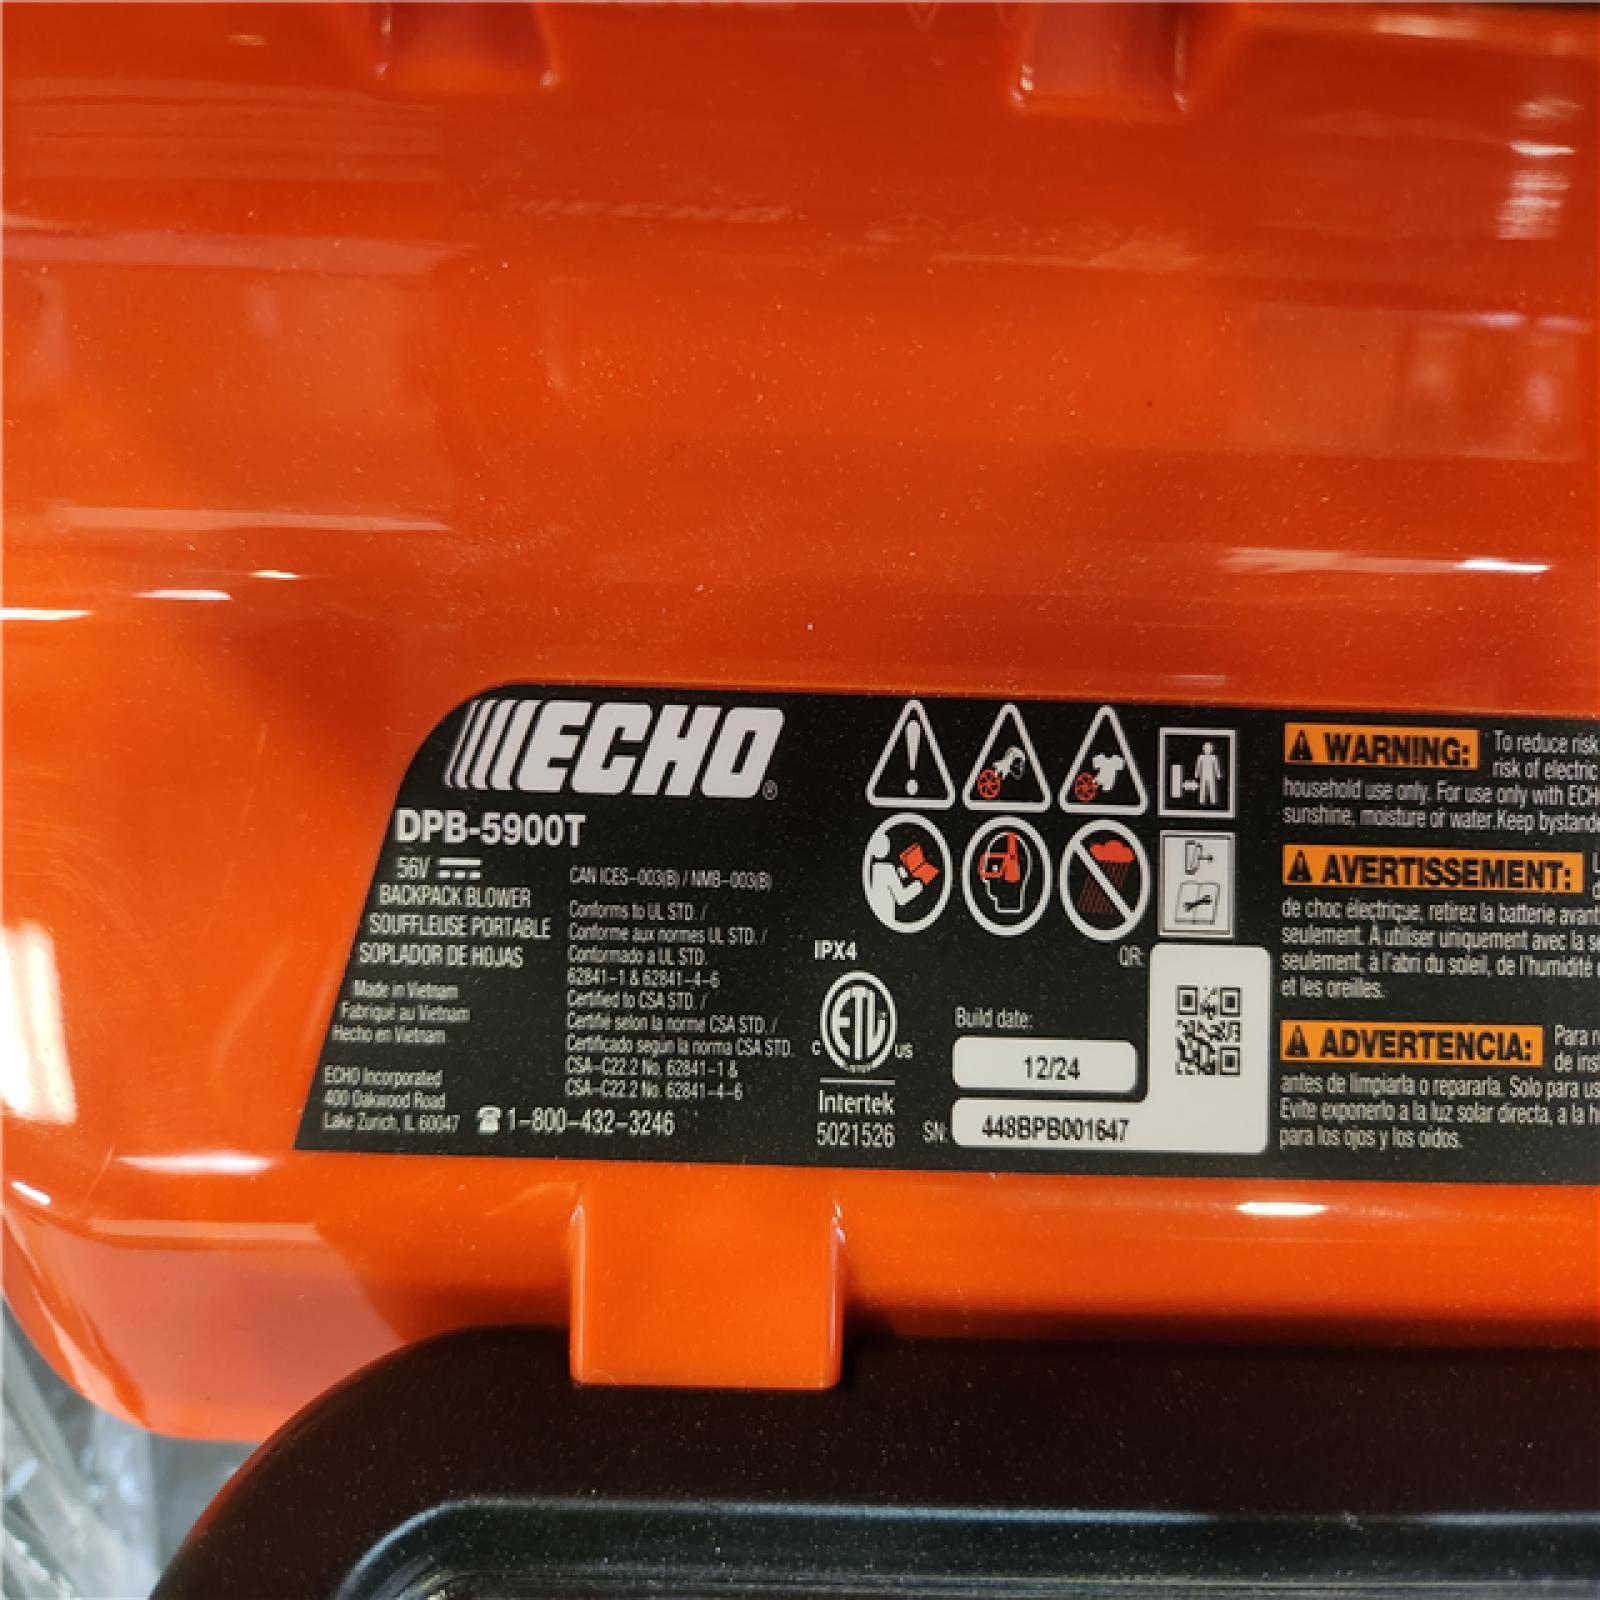 ECHO®
DPB-5900T
56V
BACKPACK BLOWER
SOUFFLEUSE PORTABLE
SOPLADOR DE HOJAS
Made in Vietnam
Fabriqué au Vietnam
Hecho en Vietnam
ECHO Incorporated
400 Oakwood Road
Lake Zurich, IL 60047
☎ 1-800-432-3246
CAN ICES-003(B) / NMB-003(B)
Conforms to UL STD. /
Conforme aux normes UL STD. /
Conformado a UL STD.
62841-1 & 62841-4-6
Certified to CSA STD. /
Certifié selon la norme CSA STD. /
Certificado según la norma CSA STD.
CSA-C22.2 No. 62841-1 &
CSA-C22.2 No. 62841-4-6
IPX4
C ETL US
Intertek
5021526
QR:
Build date:
12/24
SN: 448BPB001647
WARNING: To reduce risk
risk of electric
household use only. For use only with ECHO
sunshine, moisture or water.Keep bystande
AVERTISSEMENT:
de choc électrique, retirez la batterie avant
seulement. À utiliser uniquement avec la sé
seulement, à l'abri du soleil, de l'humidité
et les oreilles.
ADVERTENCIA: Para
de ins
antes de limpiarla o repararla. Solo para us
Evite exponerlo a la luz solar directa, a la h
para los ojos y los oídos.